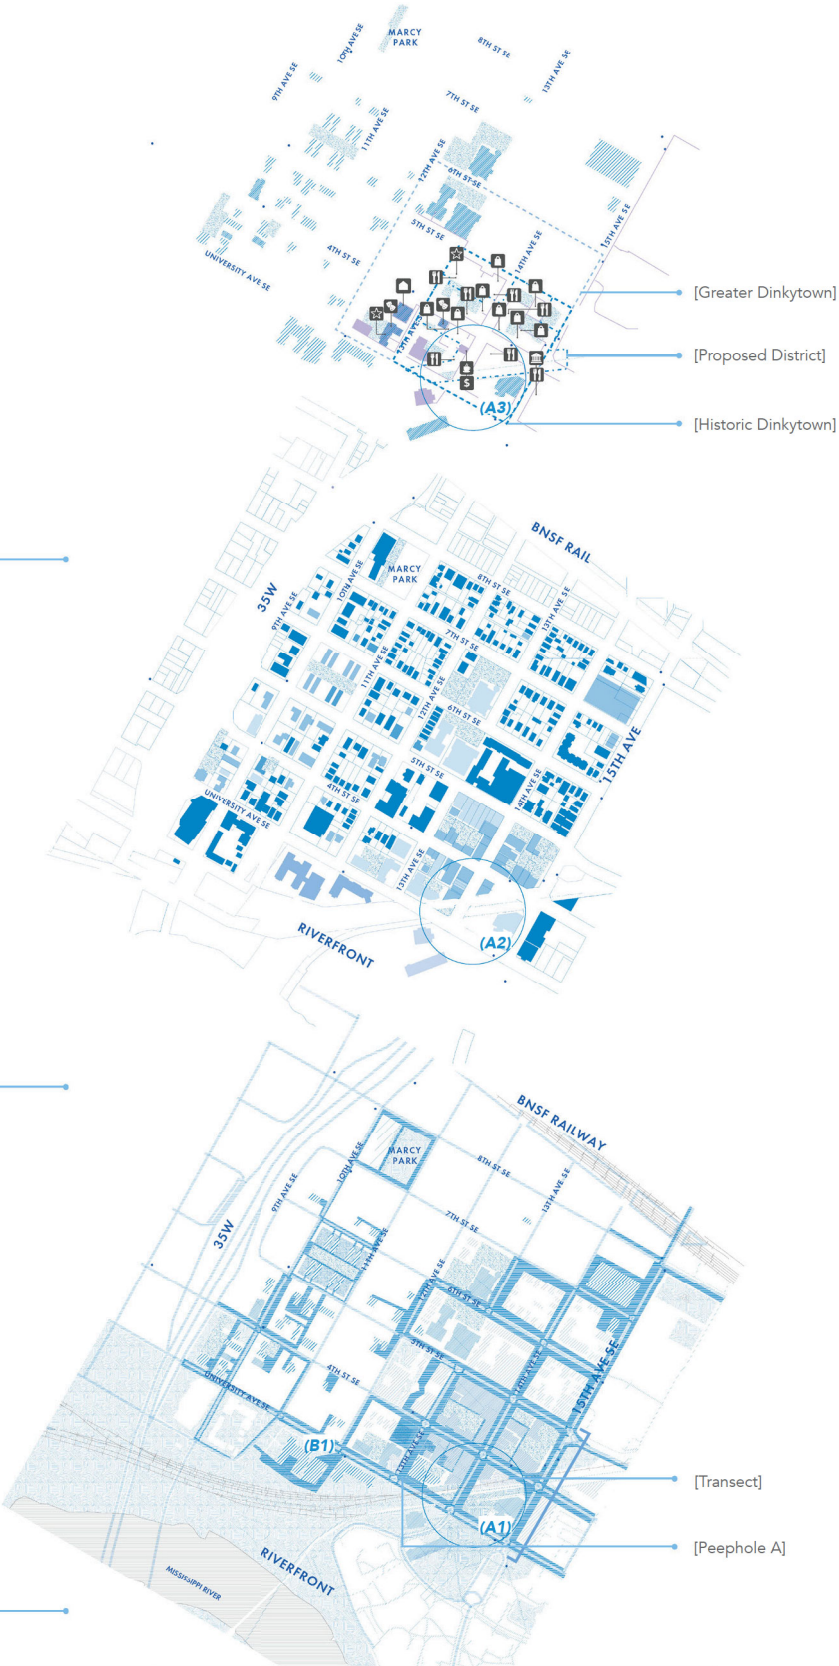 MARCY
PARK
10TH AVE SE
8TH ST SE
9TH AVE SE
13TH AVE SE
7TH ST SE
11TH AVE SE
12TH AVE SE
6TH ST SE
15TH AVE SE
5TH ST SE
14TH AVE SE
4TH ST SE
UNIVERSITY AVE SE
[Greater Dinkytown]
13TH AVE S
[Proposed District]
$
(A3)
[Historic Dinkytown]
BNSF RAIL
MARCY
PARK
10TH AVE SE
8TH ST SE
35W
9TH AVE SE
13TH AVE SE
7TH ST SE
11TH AVE SE
12TH AVE SE
6TH ST SE
15TH AVE
5TH ST SE
14TH AVE SE
4TH ST SE
UNIVERSITY AVE SE
13TH AVE SE
RIVERFRONT
(A2)
BNSF RAILWAY
MARCY
PARK
10TH AVE SE
8TH ST SE
9TH AVE SE
13TH AVE SE
35W
7TH ST SE
11TH AVE SE
12TH AVE SE
6TH ST SE
5TH ST SE
15TH AVE SE
14TH AVE SE
4TH ST SE
UNIVERSITY AVE SE
(B1)
13TH AVE SE
[Transect]
(A1)
[Peephole A]
RIVERFRONT
MISSISSIPPI RIVER